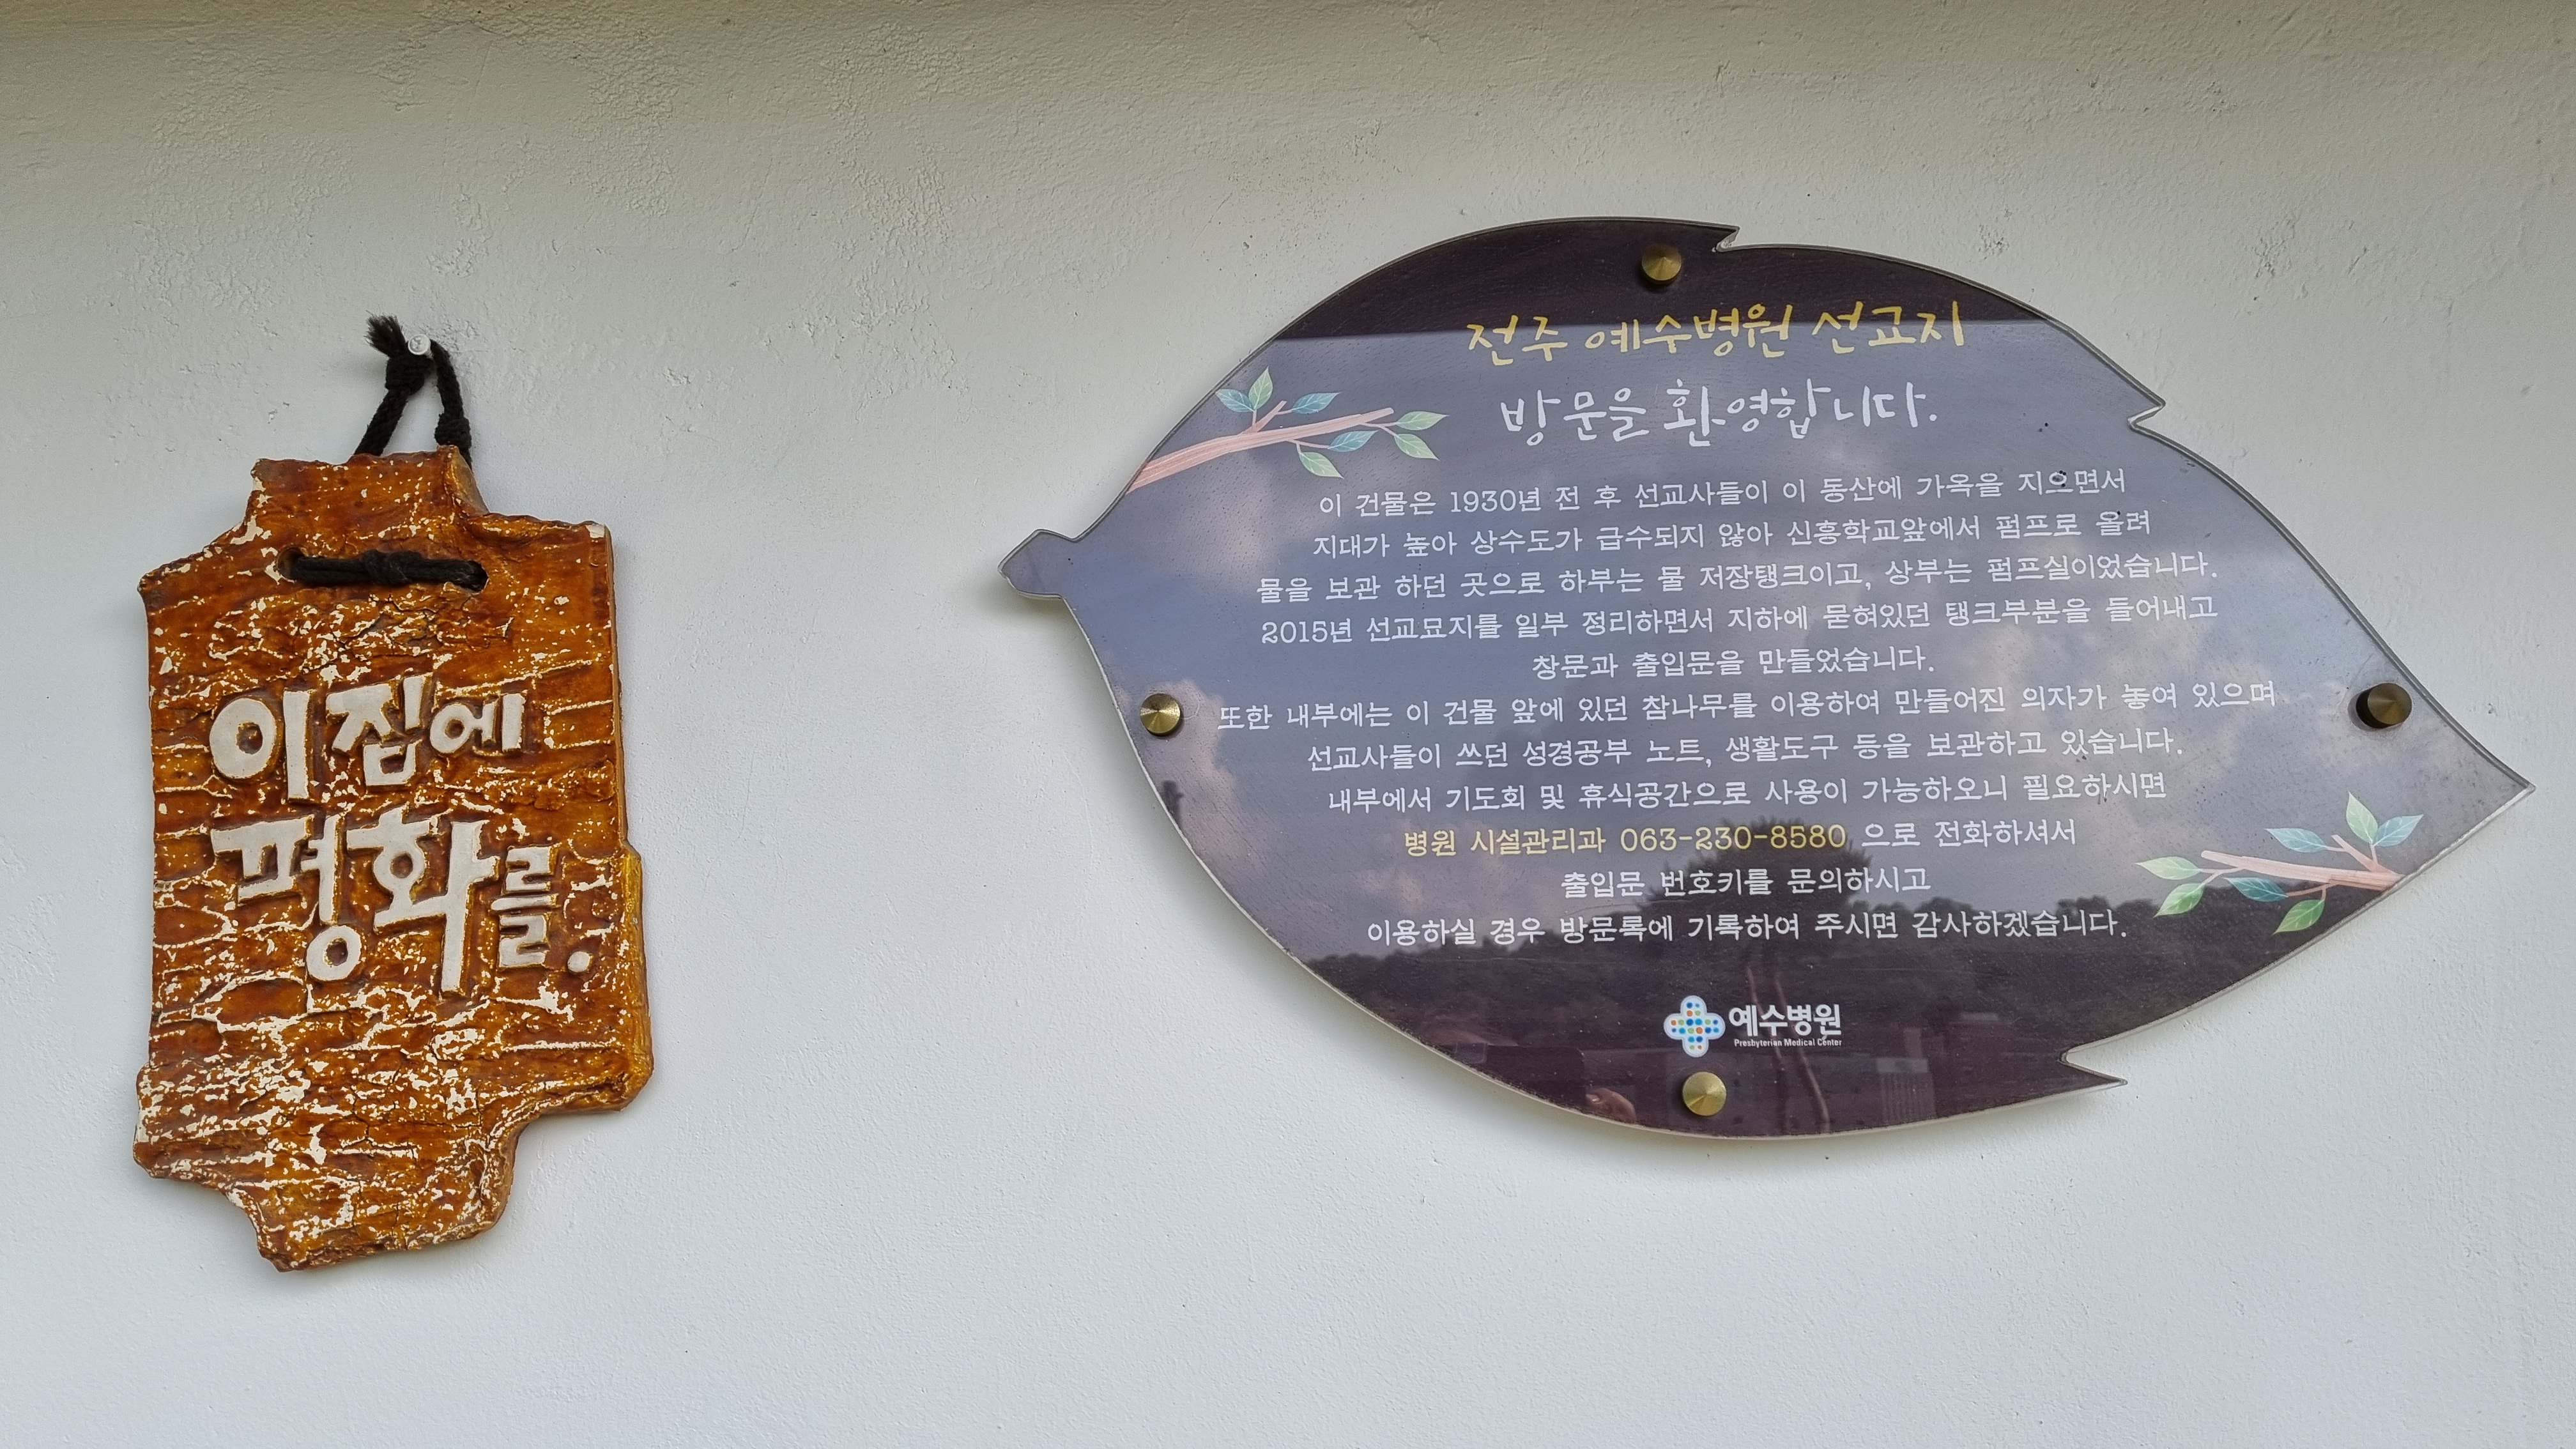 이 집에
평화를.
전주 예수병원 선교지
방문을 환영합니다.
이 건물은 1930년 전 후 선교사들이 이 동산에 가옥을 지으면서
지대가 높아 상수도가 급수되지 않아 신흥학교앞에서 펌프로 올려
물을 보관 하던 곳으로 하부는 물 저장탱크이고, 상부는 펌프실이었습니다.
2015년 선교묘지를 일부 정리하면서 지하에 묻혀있던 탱크부분을 들어내고
창문과 출입문을 만들었습니다.
또한 내부에는 이 건물 앞에 있던 참나무를 이용하여 만들어진 의자가 놓여 있으며
선교사들이 쓰던 성경공부 노트, 생활도구 등을 보관하고 있습니다.
내부에서 기도회 및 휴식공간으로 사용이 가능하오니 필요하시면
병원 시설관리과 063-230-8580 으로 전화하셔서
출입문 번호키를 문의하시고
이용하실 경우 방문록에 기록하여 주시면 감사하겠습니다.
예수병원
Presbyterian Medical Center